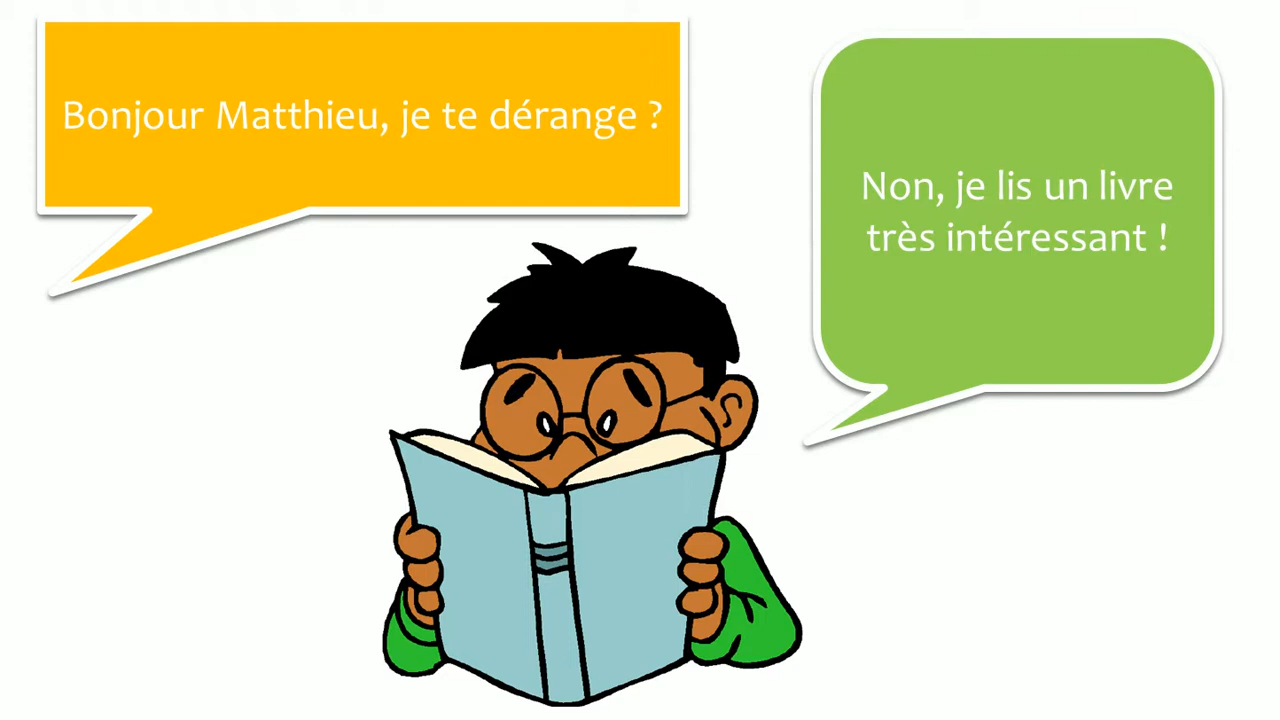 Bonjour Matthieu, je te dérange ?
Non, je lis un livre
très intéressant !